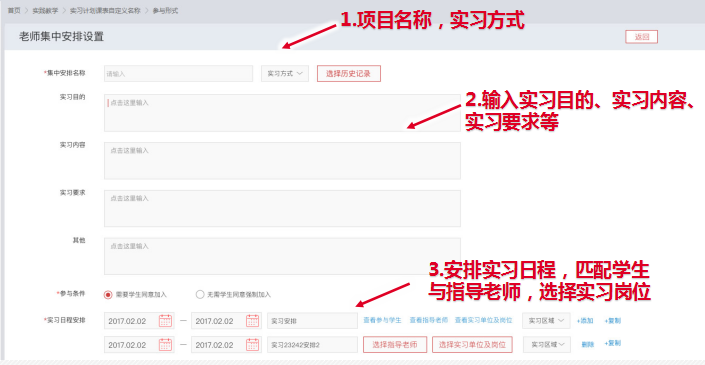 首页 > 实践教学 > 实习计划课表自定义名称 > 参与形式
1.项目名称，实习方式
老师集中安排设置
返回
*集中安排名称 请输入 实习方式 选择历史记录
实习目的 点击这里输入
2.输入实习目的、实习内容、
实习要求等
实习内容 点击这里输入
实习要求 点击这里输入
其他 点击这里输入
3.安排实习日程，匹配学生
与指导老师，选择实习岗位
*参与条件 需要学生同意加入 无需学生同意强制加入
*实习日程安排 2017.02.02 — 2017.02.02 实习安排 查看参与学生 查看指导老师 查看实习单位及岗位 实习区域 +添加 +复制
2017.02.02 — 2017.02.02 实习23242安排2 选择指导老师 选择实习单位及岗位 实习区域 删除 +复制